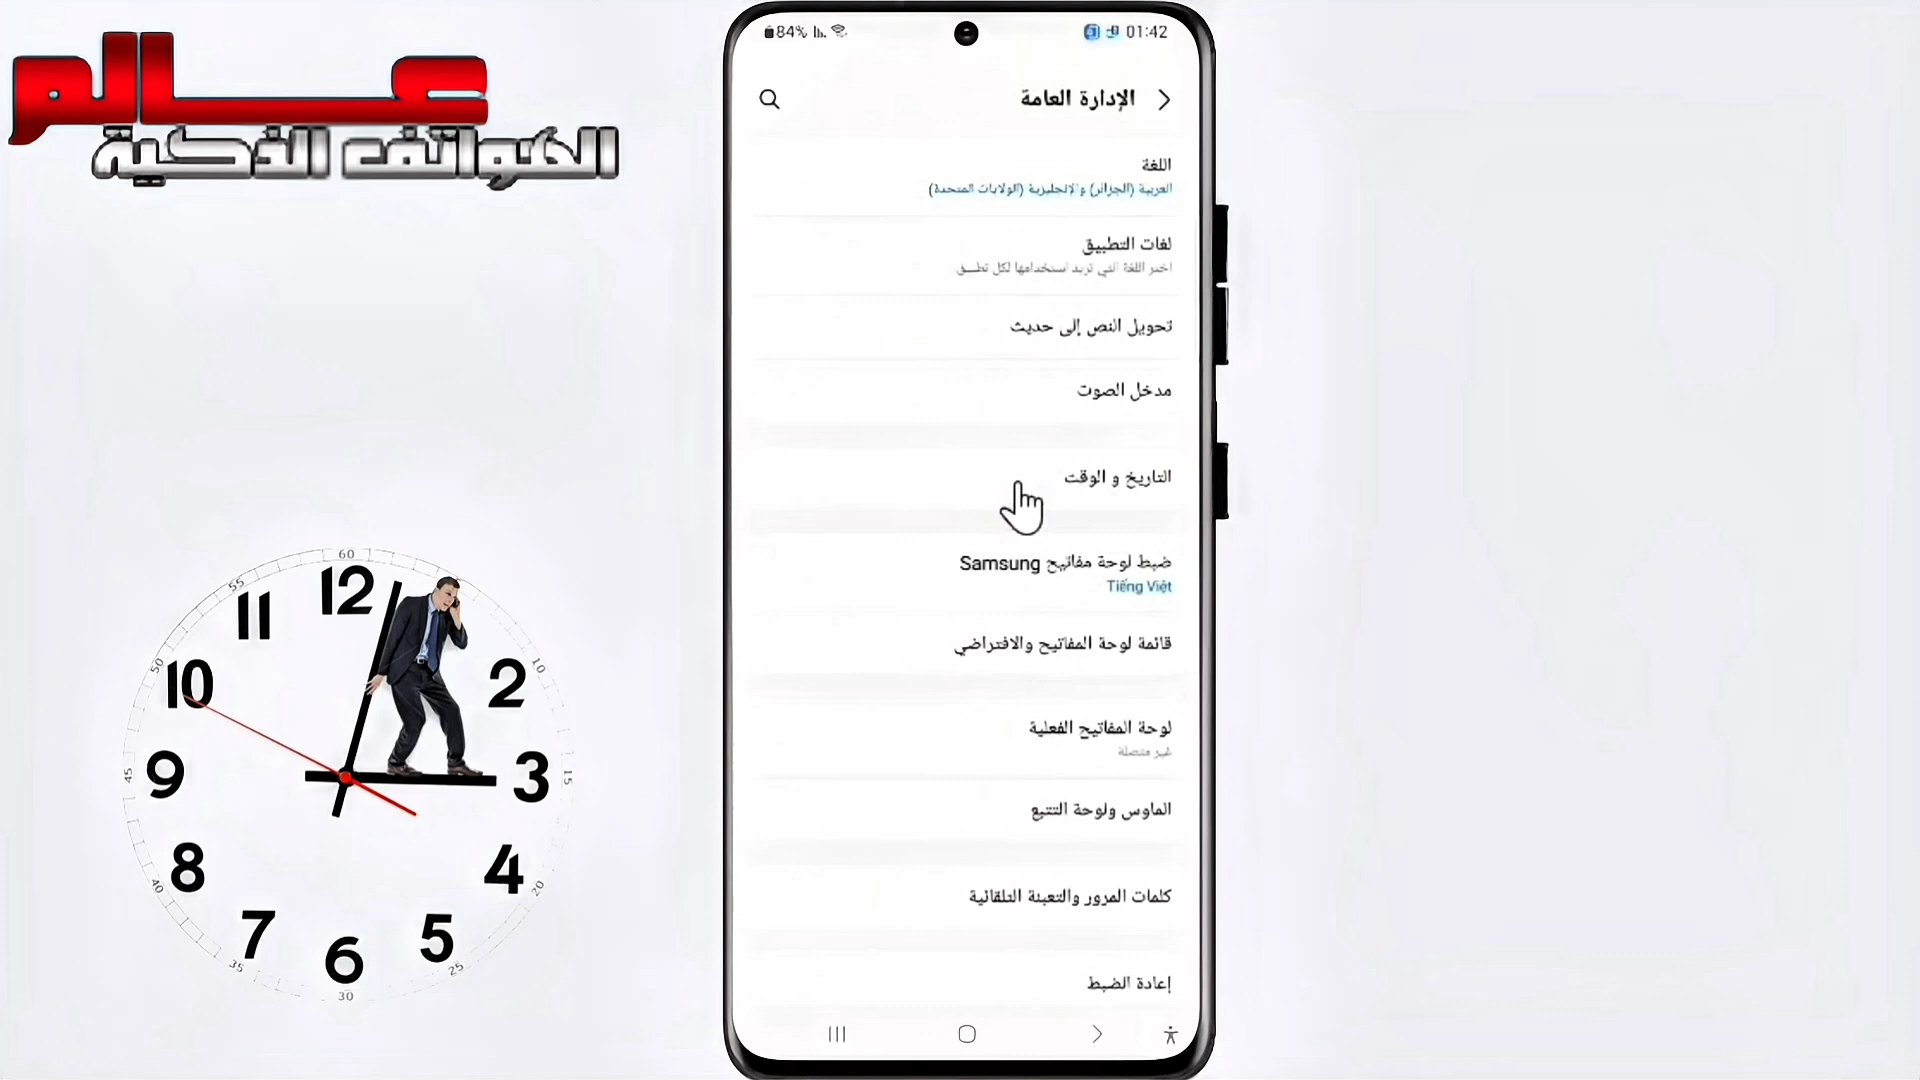 عالم
الهواتف الذكية
84%
01:42
الإدارة العامة
اللغة
العربية (الجزائر) والإنجليزية (الولايات المتحدة)
لغات التطبيق
اختر اللغة التي تريد استخدامها لكل تطبيق.
تحويل النص إلى حديث
مدخل الصوت
التاريخ و الوقت
ضبط لوحة مفاتيح Samsung
Tiếng Việt
قائمة لوحة المفاتيح والافتراضي
لوحة المفاتيح الفعلية
غير متصلة
الماوس ولوحة التتبع
كلمات المرور والتعبئة التلقائية
إعادة الضبط
60
12
55
11
50
10
10
2
45
9
3
15
8
4
40
20
7
5
35
6
25
30